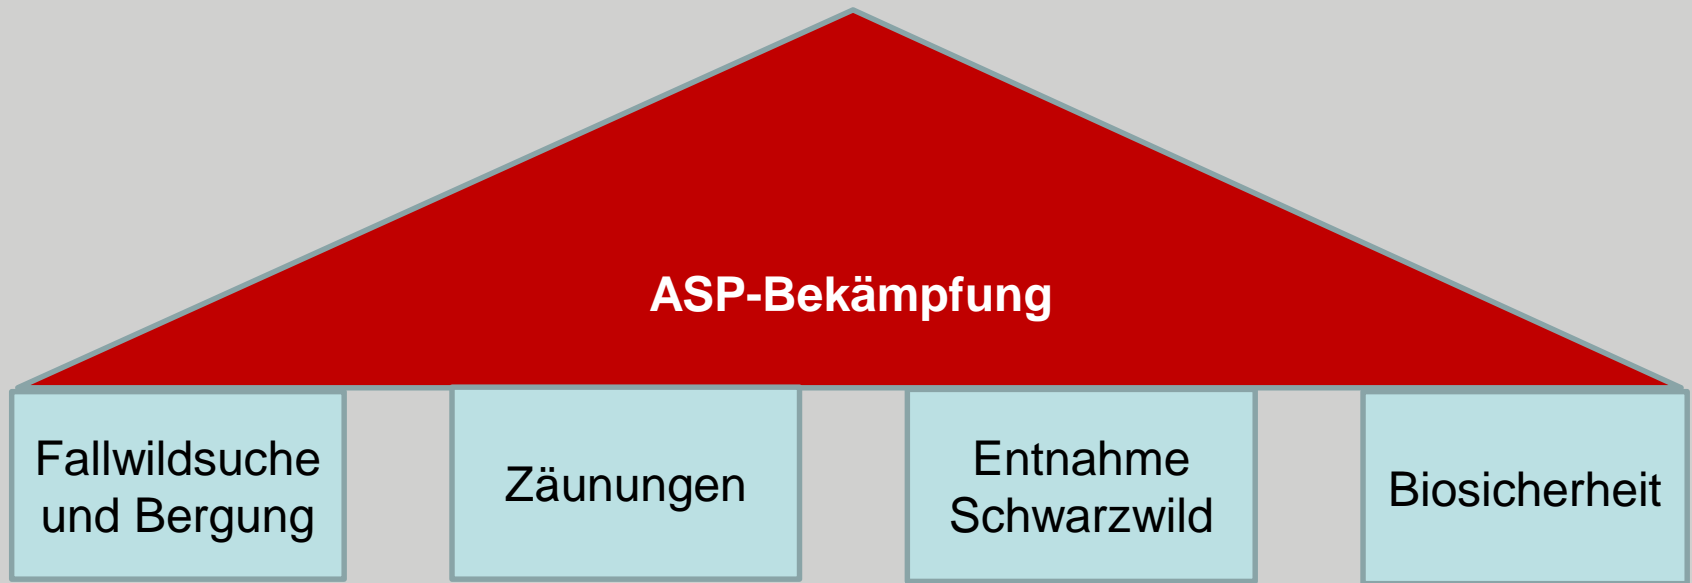 ASP-Bekämpfung
Fallwildsuche
und Bergung
Zäunungen
Entnahme
Schwarzwild
Biosicherheit